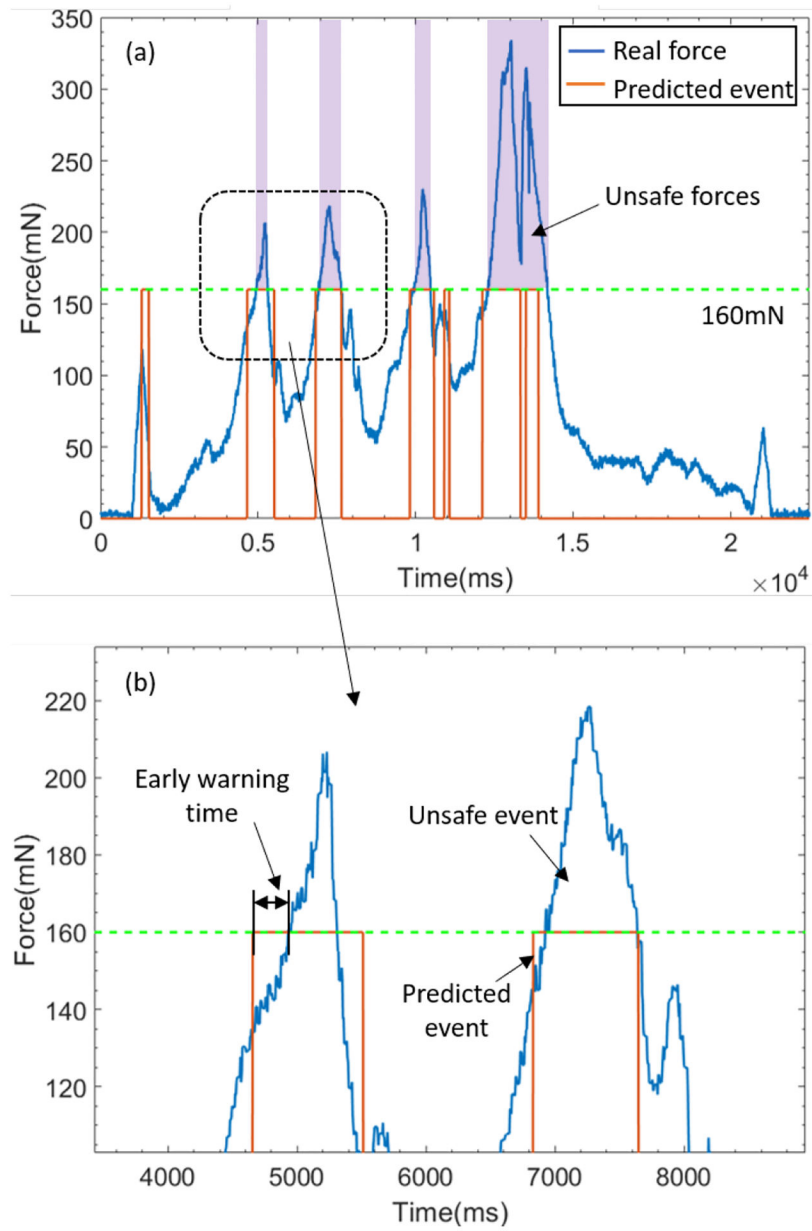 (a)
Real force
Predicted event
Unsafe forces
160mN
Force(mN)
350
300
250
200
150
100
50
0
0
0.5
1
1.5
2
Time(ms)
×10⁴
(b)
Early warning
time
Unsafe event
Predicted
event
Force(mN)
220
200
180
160
140
120
4000
5000
6000
7000
8000
Time(ms)